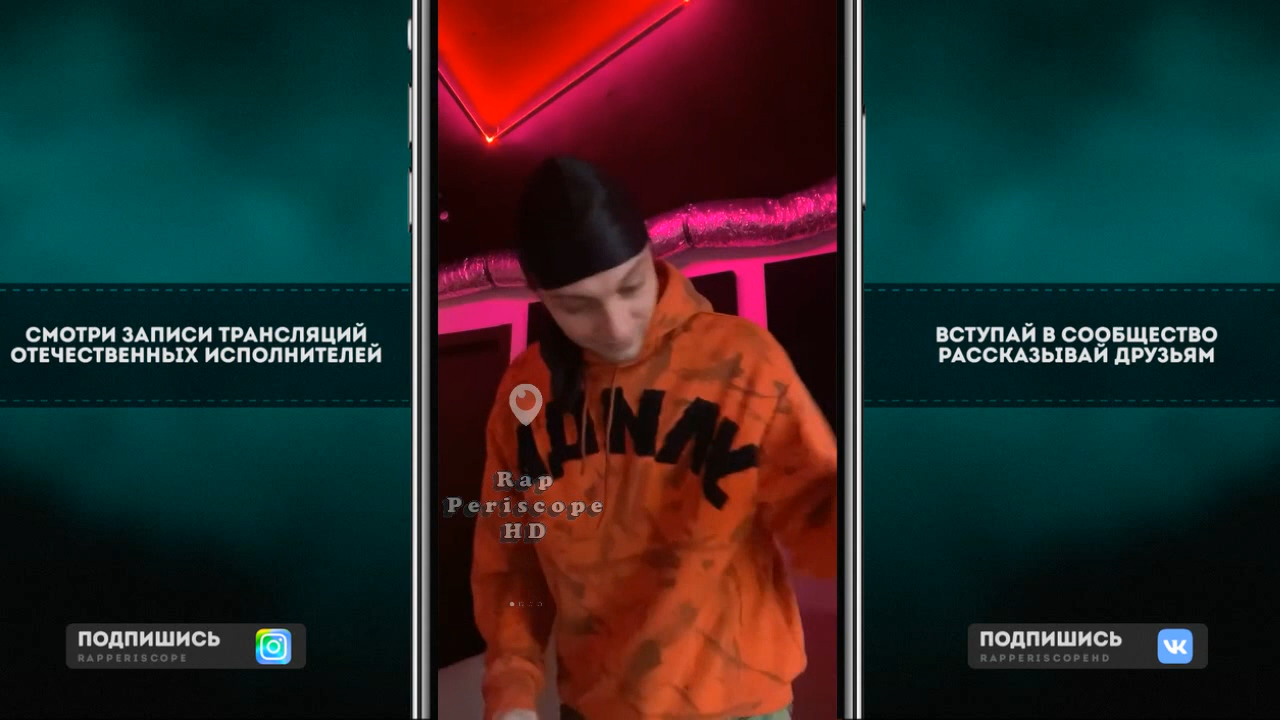 СМОТРИ ЗАПИСИ ТРАНСЛЯЦИЙ
ОТЕЧЕСТВЕННЫХ ИСПОЛНИТЕЛЕЙ
ВСТУПАЙ В СООБЩЕСТВО
РАССКАЗЫВАЙ ДРУЗЬЯМ
Rap
Periscope
HD
ПОДПИШИСЬ
RAPPERISCOPE
ПОДПИШИСЬ
RAPPERISCOPEHD